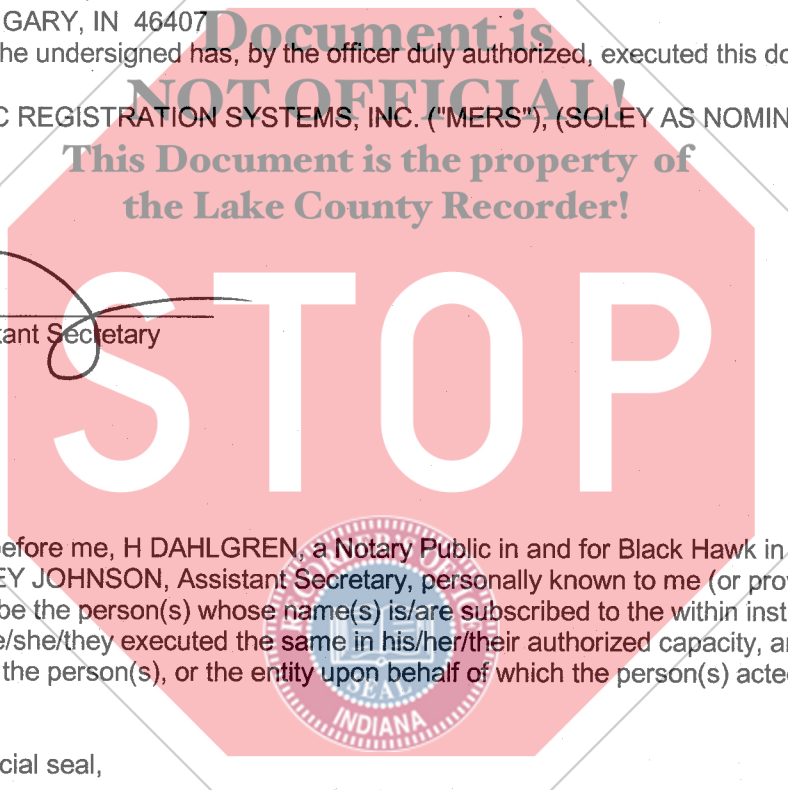 GARY, IN 46407
Document is
he undersigned has, by the officer duly authorized, executed this do
NOT OFFICIAL!
C REGISTRATION SYSTEMS, INC. ("MERS"), (SOLEY AS NOMIN
This Document is the property of
the Lake County Recorder!
tant Secretary
STOP
efore me, H DAHLGREN, a Notary Public in and for Black Hawk in
EY JOHNSON, Assistant Secretary, personally known to me (or prov
be the person(s) whose name(s) is/are subscribed to the within inst
e/she/they executed the same in his/her/their authorized capacity, a
the person(s), or the entity upon behalf of which the person(s) acte
RECORDER'S OFFICE
SEAL
INDIANA
cial seal,